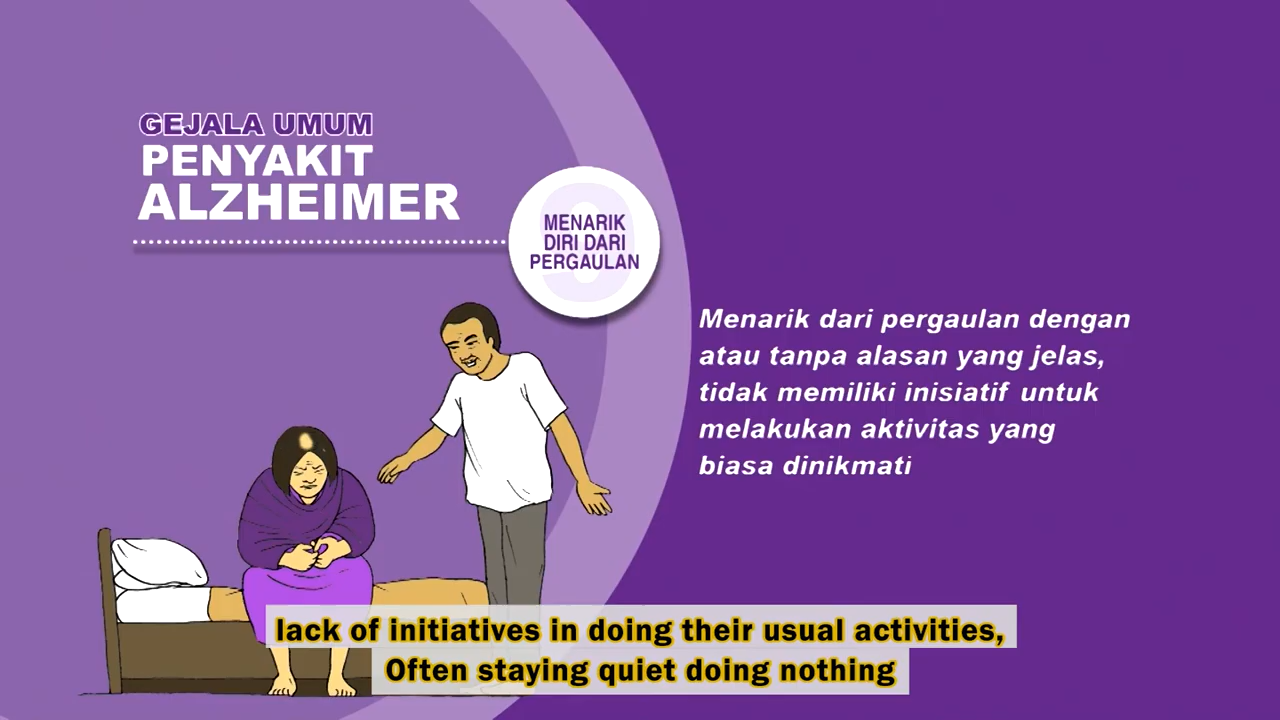 GEJALA UMUM
PENYAKIT
ALZHEIMER
9
MENARIK
DIRI DARI
PERGAULAN
Menarik dari pergaulan dengan
atau tanpa alasan yang jelas,
tidak memiliki inisiatif untuk
melakukan aktivitas yang
biasa dinikmati
lack of initiatives in doing their usual activities,
Often staying quiet doing nothing